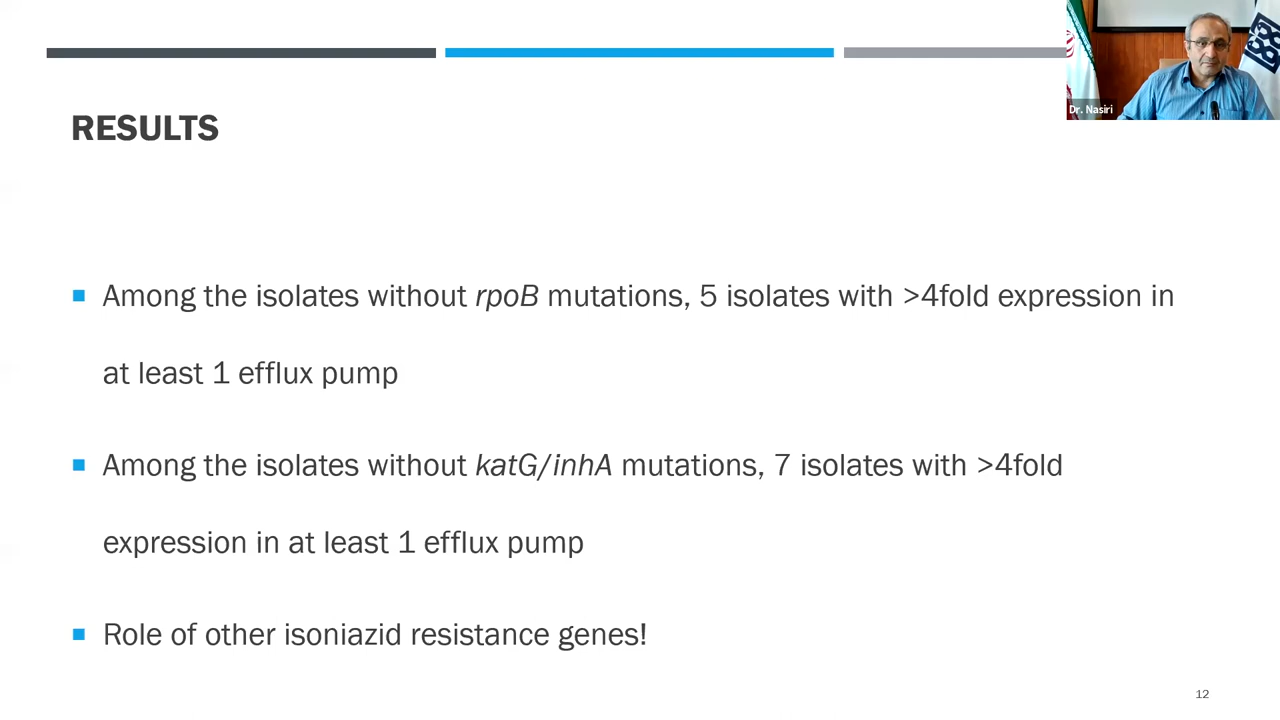 Dr. Nasiri
RESULTS
Among the isolates without rpoB mutations, 5 isolates with >4fold expression in
at least 1 efflux pump
Among the isolates without katG/inhA mutations, 7 isolates with >4fold
expression in at least 1 efflux pump
Role of other isoniazid resistance genes!
12